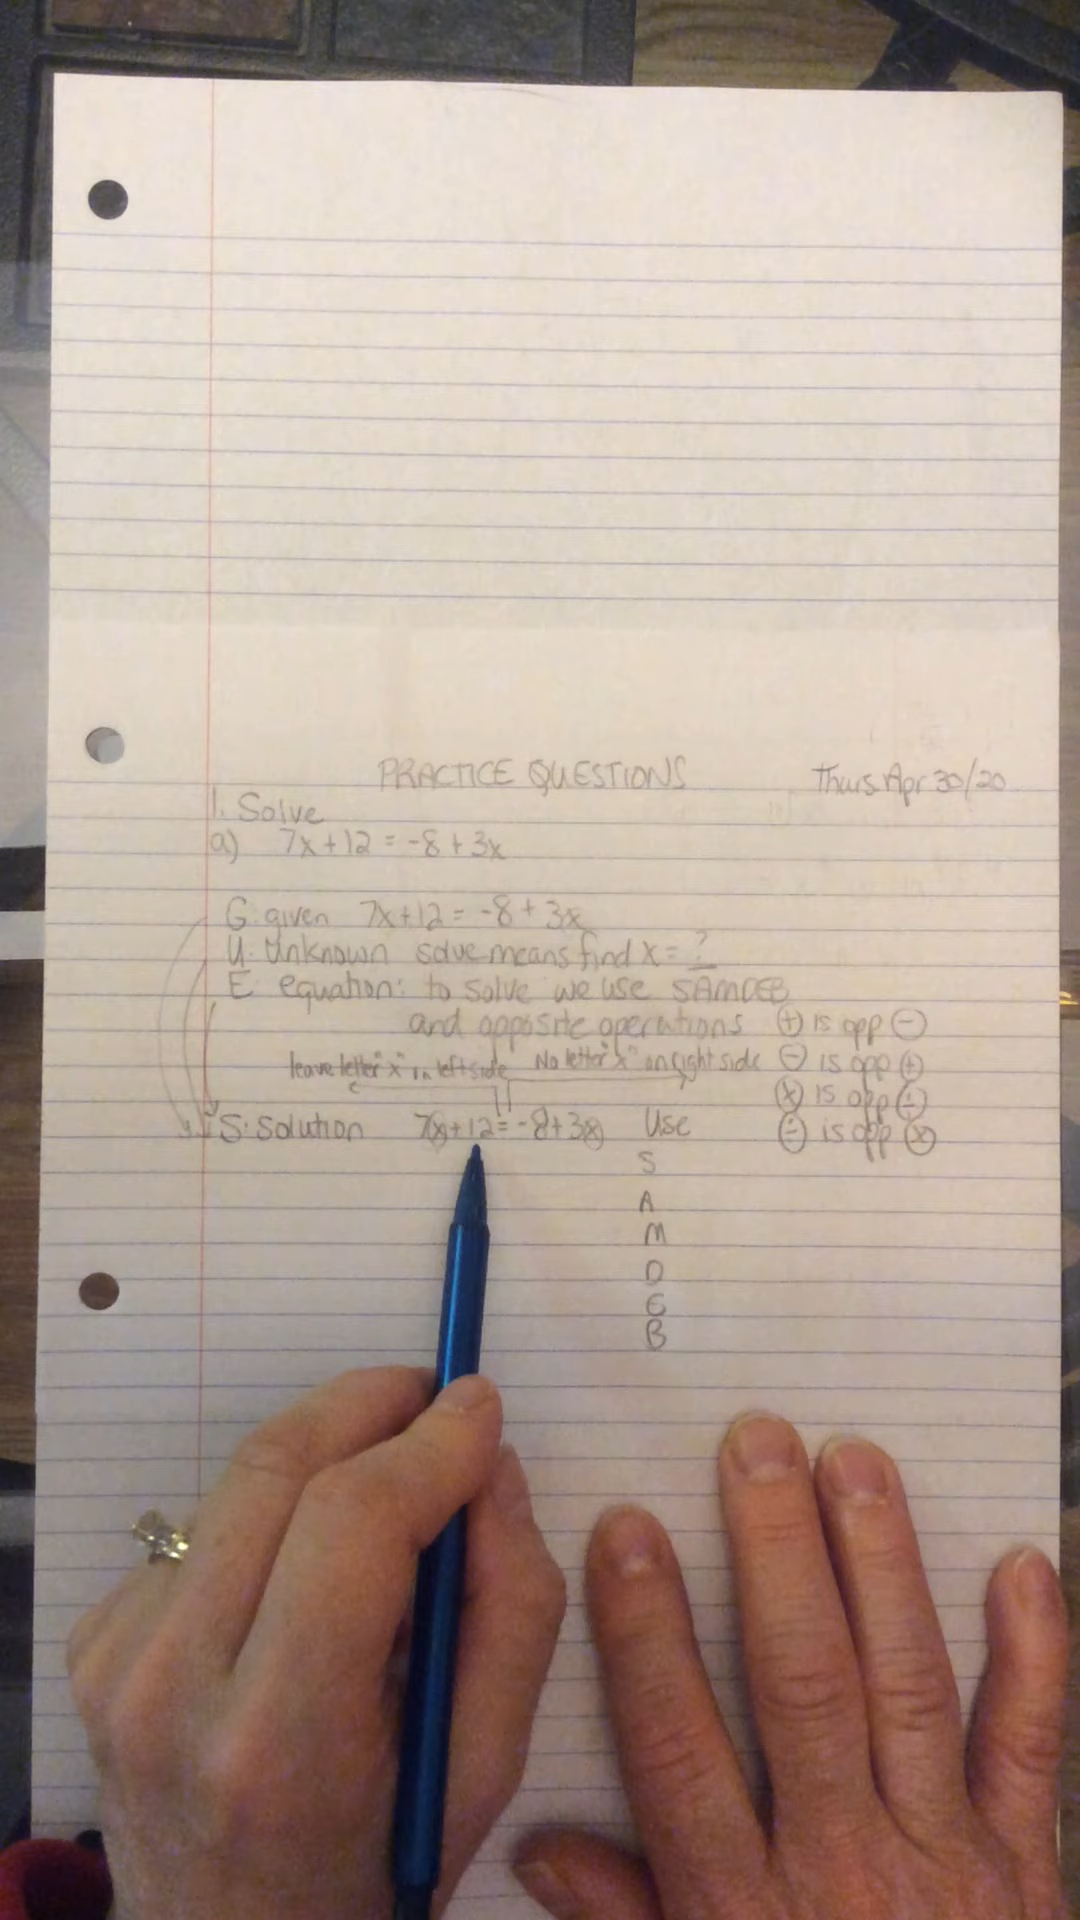 PRACTICE QUESTIONS Thurs Apr 30/20
1. Solve
a) 7x+12 = -8+3x
G: given 7x+12 = -8+3x
U: Unknown solve means find x = ?
E: equation: to solve we use SAMDEB
and opposite operations (+) is opp (-)
leave letter "x" in left side No letter "x" on right side (-) is opp (+)
(x) is opp (÷)
S: Solution 7x+12 = -8+3x Use (÷) is opp (x)
S
A
M
D
E
B